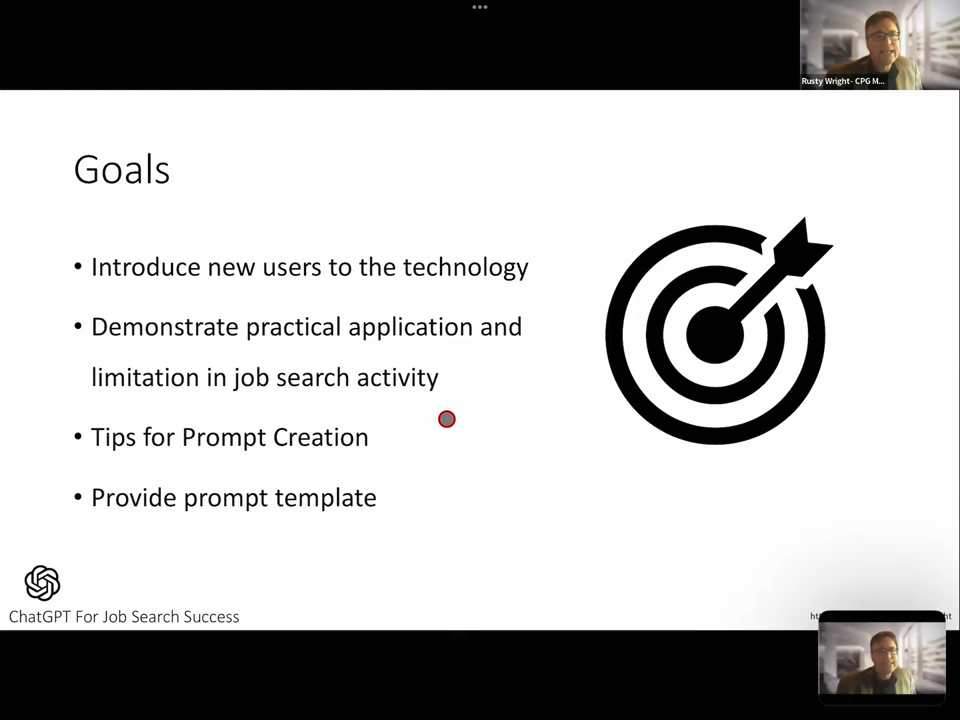 Rusty Wright- CPG M...
Goals
• Introduce new users to the technology
• Demonstrate practical application and
limitation in job search activity
• Tips for Prompt Creation
• Provide prompt template
ChatGPT For Job Search Success